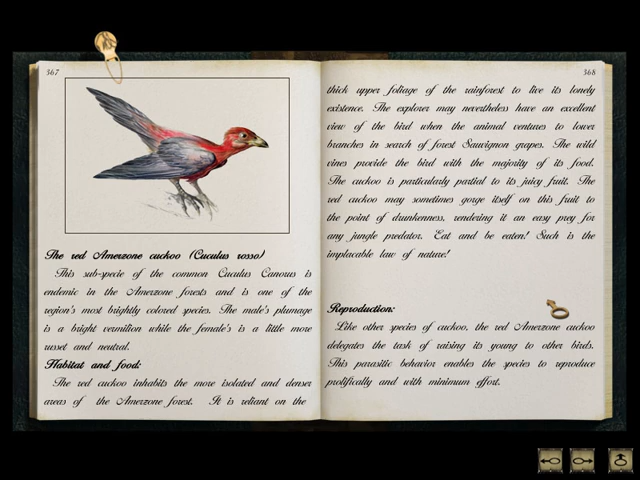 367
The red Amerzone cuckoo (Cuculus rosso)
This sub-specie of the common Cuculus Canorus is
endemic in the Amerzone forests and is one of the
region's most brightly colored species. The male's plumage
is a bright vermilion while the female's is a little more
russet and neutral.
Habitat and food:
The red cuckoo inhabits the more isolated and denser
areas of the Amerzone forest. It is reliant on the
368
thick upper foliage of the rainforest to live its lonely
existence. The explorer may nevertheless have an excellent
view of the bird when the animal ventures to lower
branches in search of forest Sauvignon grapes. The wild
vines provide the bird with the majority of its food.
The cuckoo is particularly partial to its juicy fruit. The
red cuckoo may sometimes gorge itself on this fruit to
the point of drunkenness, rendering it an easy prey for
any jungle predator. Eat and be eaten! Such is the
implacable law of nature!
Reproduction:
Like other species of cuckoo, the red Amerzone cuckoo
delegates the task of raising its young to other birds.
This parasitic behavior enables the species to reproduce
prolifically and with minimum effort.